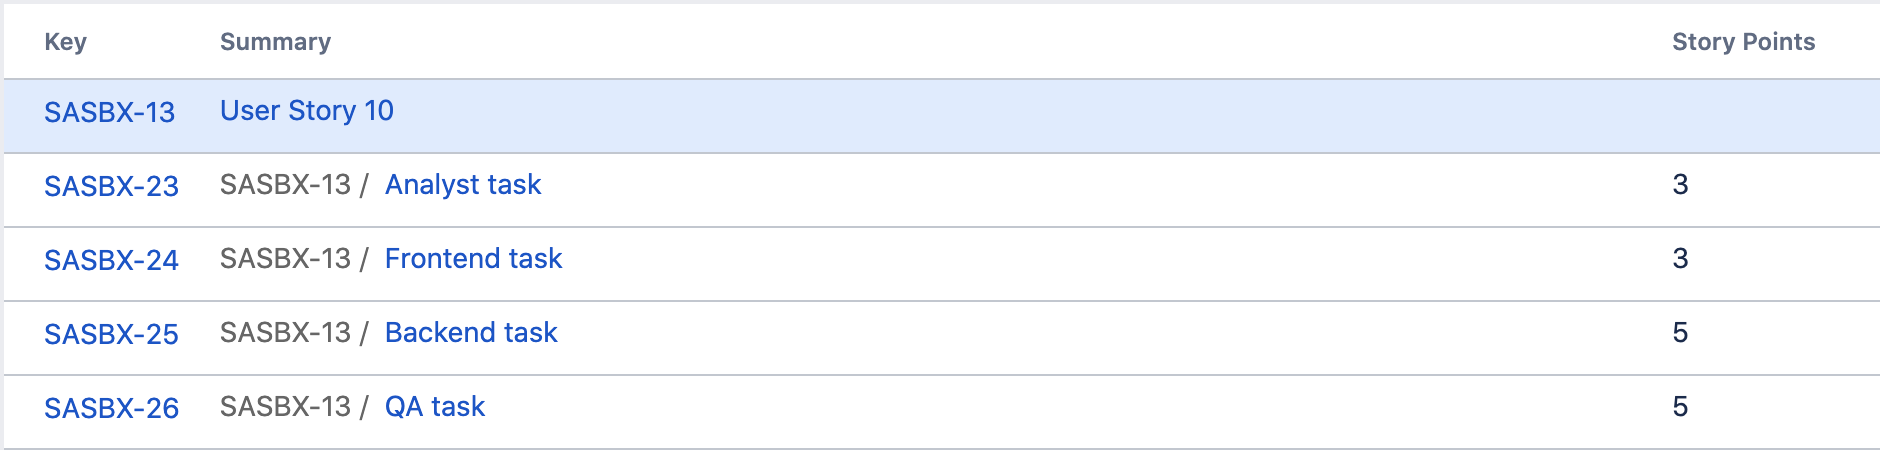 Key Summary Story Points
SASBX-13 User Story 10
SASBX-23 SASBX-13 / Analyst task 3
SASBX-24 SASBX-13 / Frontend task 3
SASBX-25 SASBX-13 / Backend task 5
SASBX-26 SASBX-13 / QA task 5